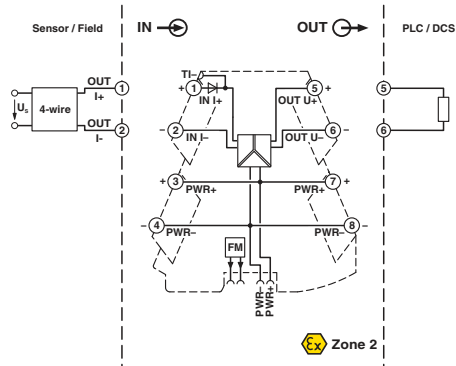 Sensor / Field
IN
OUT
PLC / DCS
TI–
OUT
I+
1
+ 1
IN I+
5 +
OUT U+
5
Us
4-wire
OUT
I-
2
– 2
IN I–
OUT U–
6 –
6
+ 3
PWR+
7 +
PWR+
– 4
PWR–
8 –
PWR–
FM
PWR–
PWR+
Ex Zone 2